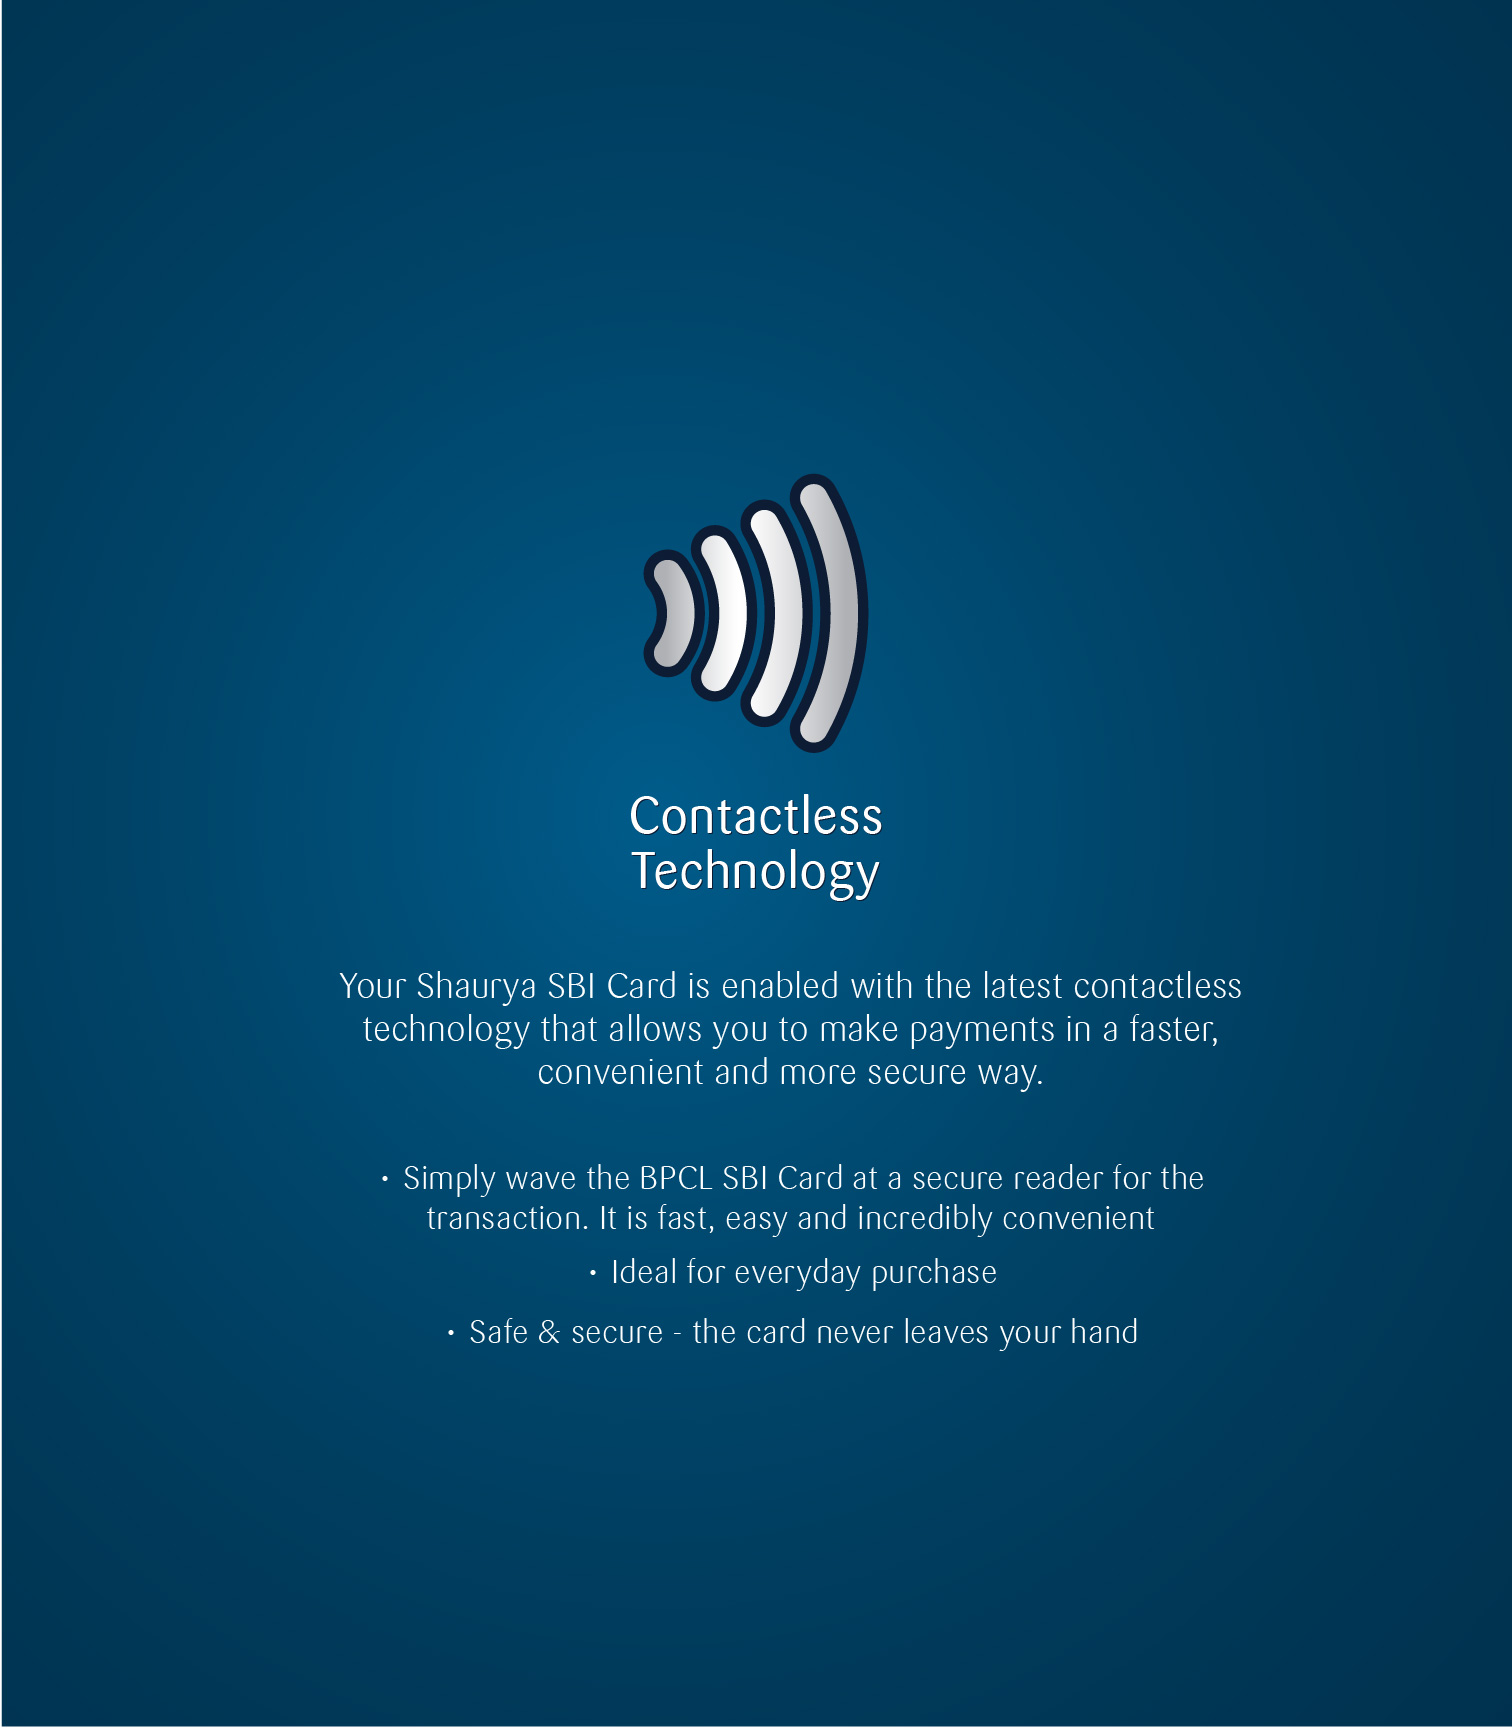 Contactless
Technology
Your Shaurya SBI Card is enabled with the latest contactless
technology that allows you to make payments in a faster,
convenient and more secure way.
• Simply wave the BPCL SBI Card at a secure reader for the
transaction. It is fast, easy and incredibly convenient
• Ideal for everyday purchase
• Safe & secure - the card never leaves your hand